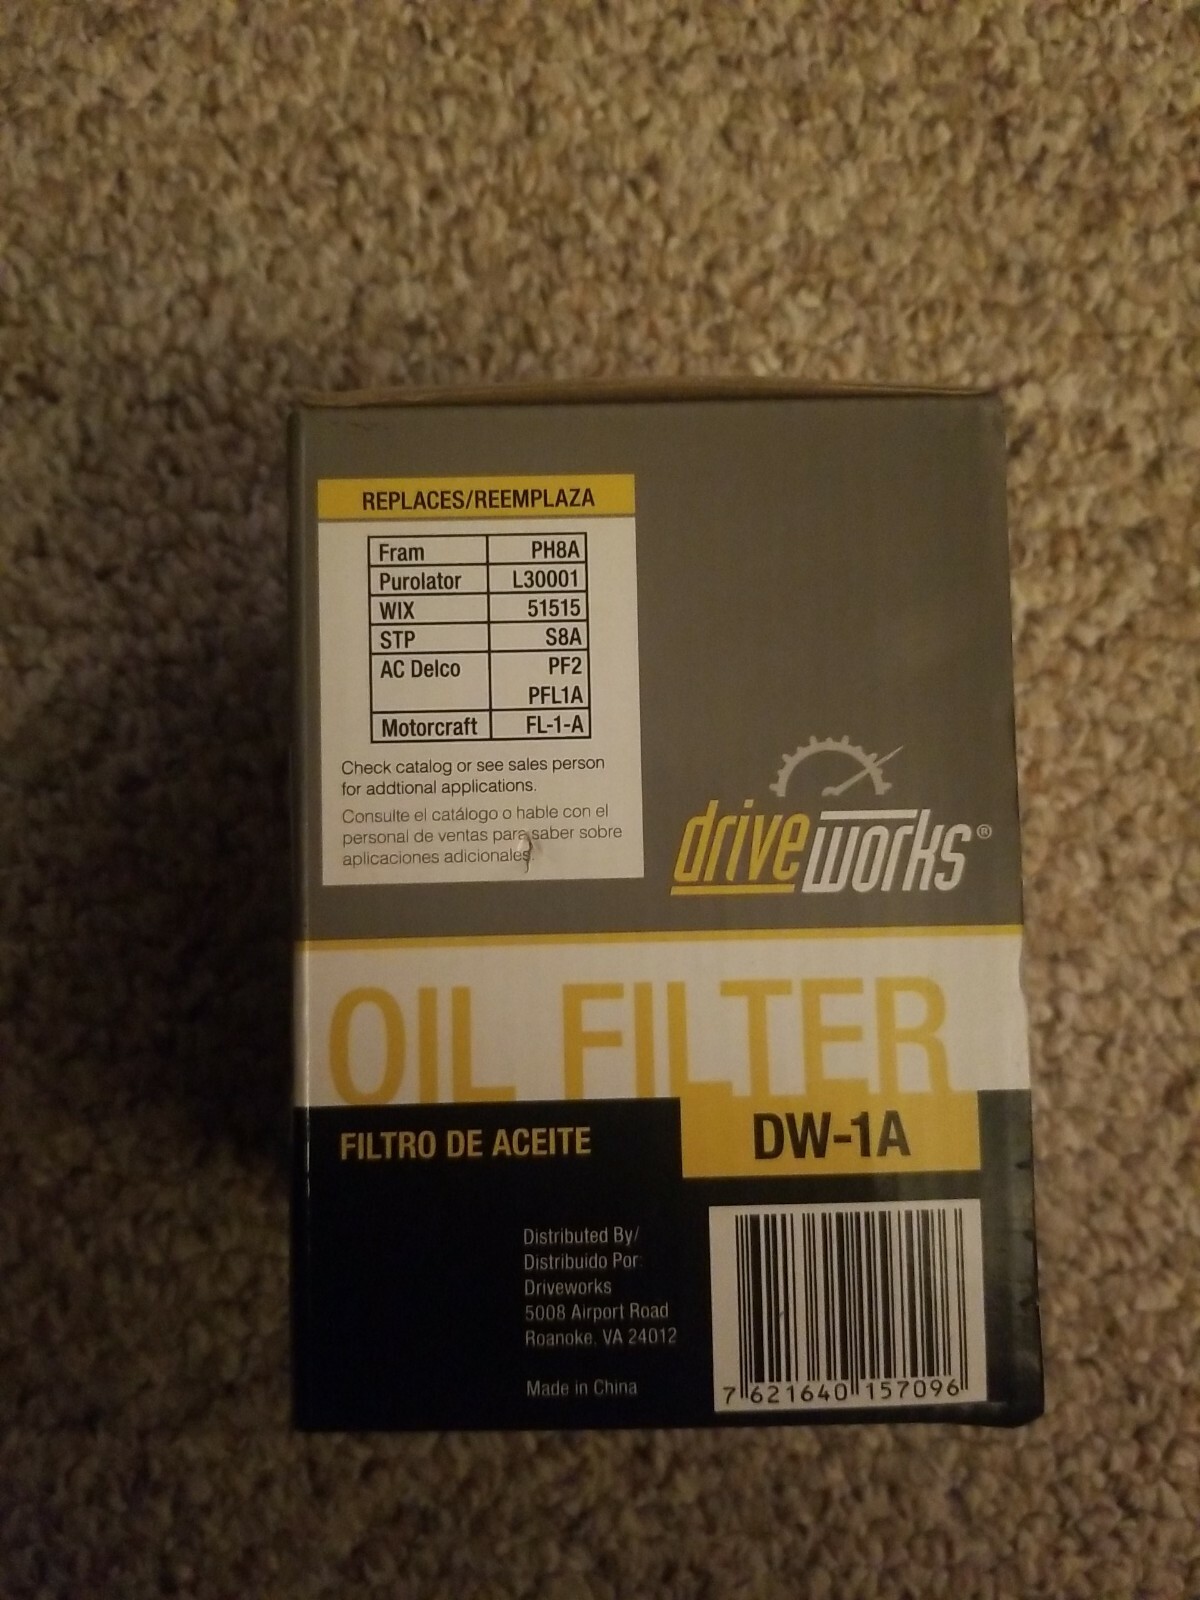 REPLACES/REEMPLAZA
Fram PH8A
Purolator L30001
WIX 51515
STP S8A
AC Delco PF2
PFL1A
Motorcraft FL-1-A
Check catalog or see sales person
for addtional applications.
Consulte el catálogo o hable con el
personal de ventas para saber sobre
aplicaciones adicionales.
driveworks®
OIL FILTER
FILTRO DE ACEITE
DW-1A
Distributed By/
Distribuido Por:
Driveworks
5008 Airport Road
Roanoke, VA 24012
Made in China
7 621640 157096